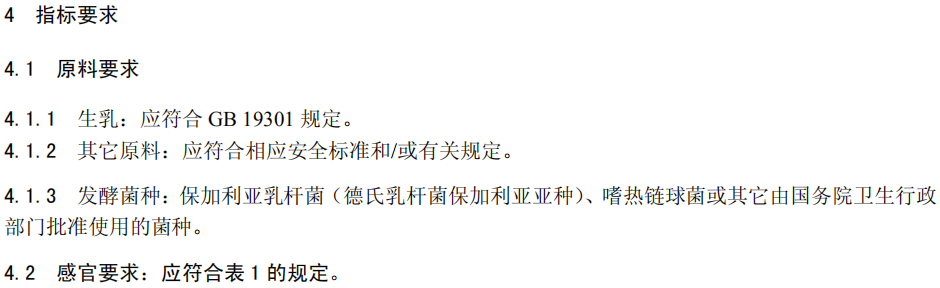 4 指标要求
4.1 原料要求
4.1.1 生乳：应符合 GB 19301 规定。
4.1.2 其它原料：应符合相应安全标准和/或有关规定。
4.1.3 发酵菌种：保加利亚乳杆菌（德氏乳杆菌保加利亚亚种）、嗜热链球菌或其它由国务院卫生行政
部门批准使用的菌种。
4.2 感官要求：应符合表 1 的规定。